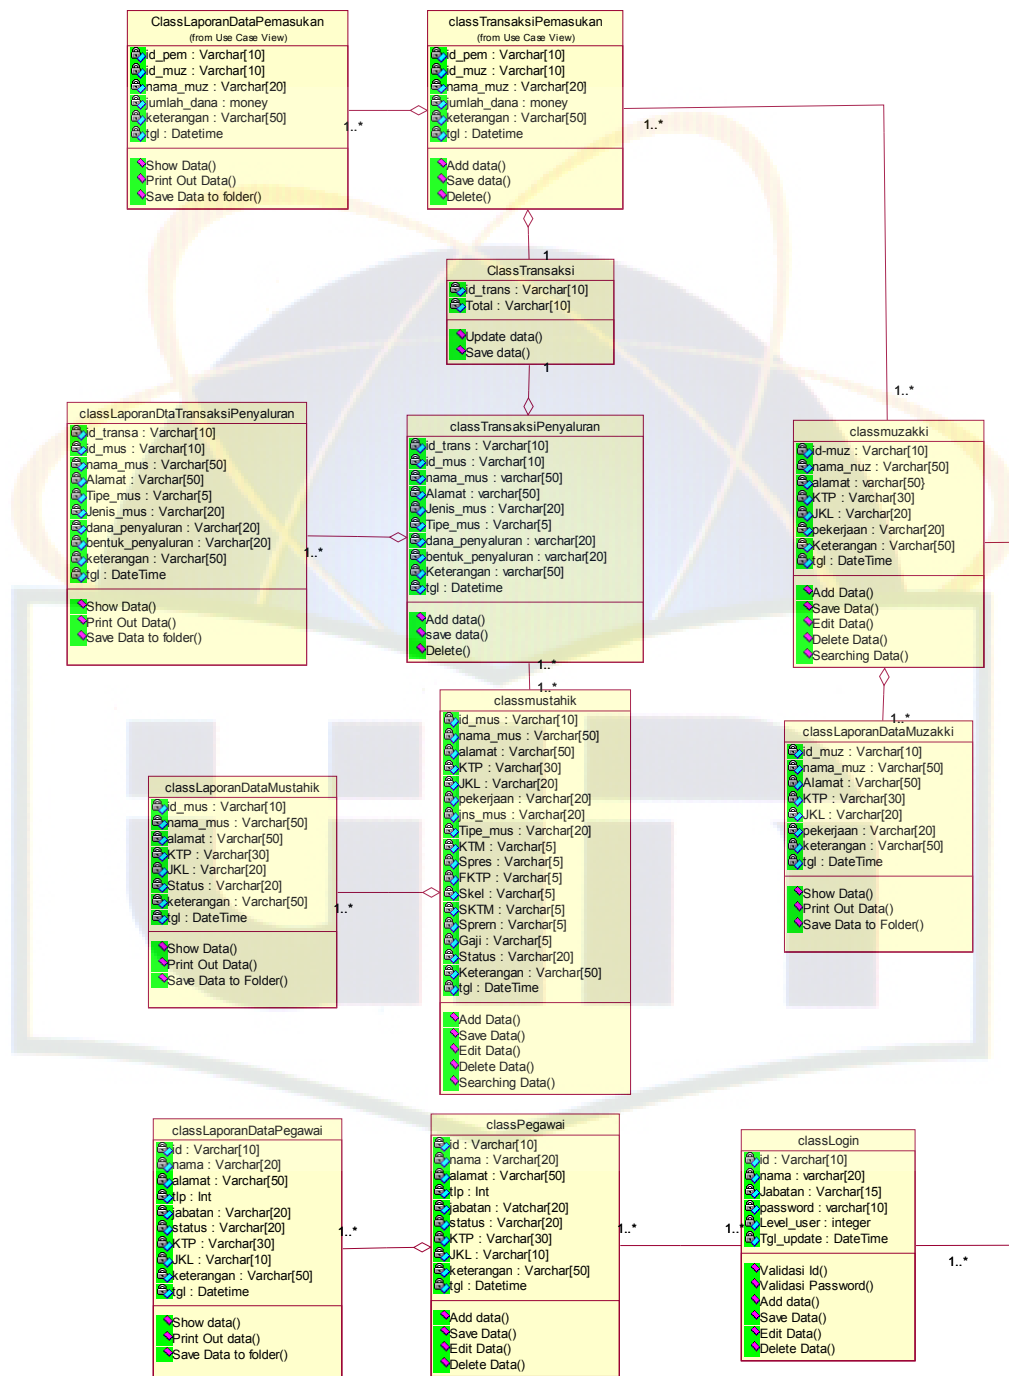 ClassLaporanDataPemasukan
(from Use Case View)
id_pem : Varchar[10]
id_muz : Varchar[10]
nama_muz : Varchar[20]
jumlah_dana : money
keterangan : Varchar[50]
tgl : Datetime
Show Data()
Print Out Data()
Save Data to folder()
1..*
classTransaksiPemasukan
(from Use Case View)
id_pem : Varchar[10]
id_muz : Varchar[10]
nama_muz : Varchar[20]
jumlah_dana : money
keterangan : Varchar[50]
tgl : Datetime
Add data()
Save data()
Delete()
1..*
1
ClassTransaksi
id_trans : Varchar[10]
Total : Varchar[10]
Update data()
Save data()
1
classLaporanDtaTransaksiPenyaluran
id_transa : Varchar[10]
id_mus : Varchar[10]
nama_mus : Varchar[50]
Alamat : Varchar[50]
Tipe_mus : Varchar[5]
Jenis_mus : Varchar[20]
dana_penyaluran : Varchar[20]
bentuk_penyaluran : Varchar[20]
keterangan : Varchar[50]
tgl : DateTime
Show Data()
Print Out Data()
Save Data to folder()
1..*
classTransaksiPenyaluran
id_trans : Varchar[10]
id_mus : Varchar[10]
nama_mus : varchar[50]
Alamat : varchar[50]
Jenis_mus : Varchar[20]
Tipe_mus : Varchar[5]
dana_penyaluran : varchar[20]
bentuk_penyaluran : varchar[20]
Keterangan : varchar[50]
tgl : Datetime
Add data()
save data()
Delete()
1..*
1..*
1..*
classmuzakki
id-muz : Varchar[10]
nama_nuz : Varchar[50]
alamat : varchar[50}
KTP : Varchar[30]
JKL : Varchar[20]
pekerjaan : Varchar[20]
Keterangan : Varchar[50]
tgl : DateTime
Add Data()
Save Data()
Edit Data()
Delete Data()
Searching Data()
1..*
classLaporanDataMuzakki
id_muz : Varchar[10]
nama_muz : Varchar[50]
Alamat : Varchar[50]
KTP : Varchar[30]
JKL : Varchar[20]
pekerjaan : Varchar[20]
keterangan : Varchar[50]
tgl : DateTime
Show Data()
Print Out Data()
Save Data to Folder()
classLaporanDataMustahik
id_mus : Varchar[10]
nama_mus : Varchar[50]
alamat : Varchar[50]
KTP : Varchar[30]
JKL : Varchar[20]
Status : Varchar[20]
keterangan : Varchar[50]
tgl : DateTime
Show Data()
Print Out Data()
Save Data to Folder()
1..*
classmustahik
id_mus : Varchar[10]
nama_mus : Varchar[50]
alamat : Varchar[50]
KTP : Varchar[30]
JKL : Varchar[20]
pekerjaan : Varchar[20]
jns_mus : Varchar[20]
Tipe_mus : Varchar[20]
KTM : Varchar[5]
Spres : Varchar[5]
FKTP : Varchar[5]
Skel : Varchar[5]
SKTM : Varchar[5]
Sprern : Varchar[5]
Gaji : Varchar[5]
Status : Varchar[20]
Keterangan : Varchar[50]
tgl : DateTime
Add Data()
Save Data()
Edit Data()
Delete Data()
Searching Data()
classLaporanDataPegawai
id : Varchar[10]
nama : Varchar[20]
alamat : Varchar[50]
tlp : Int
jabatan : Varchar[20]
status : Varchar[20]
KTP : Varchar[30]
JKL : Varchar[10]
keterangan : Varchar[50]
tgl : Datetime
Show data()
Print Out data()
Save Data to folder()
1..*
classPegawai
id : Varchar[10]
nama : Varchar[20]
alamat : Varchar[50]
tlp : Int
jabatan : Vatchar[20]
status : Varchar[20]
KTP : Varchar[30]
JKL : Varchar[10]
keterangan : Varchar[50]
tgl : Datetime
Add data()
Save Data()
Edit Data()
Delete Data()
1..*
1..*
classLogin
id : Varchar[10]
nama : varchar[20]
Jabatan : Varchar[15]
password : varchar[10]
Level_user : integer
Tgl_update : DateTime
Validasi Id()
Validasi Password()
Add data()
Save Data()
Edit Data()
Delete Data()
1..*